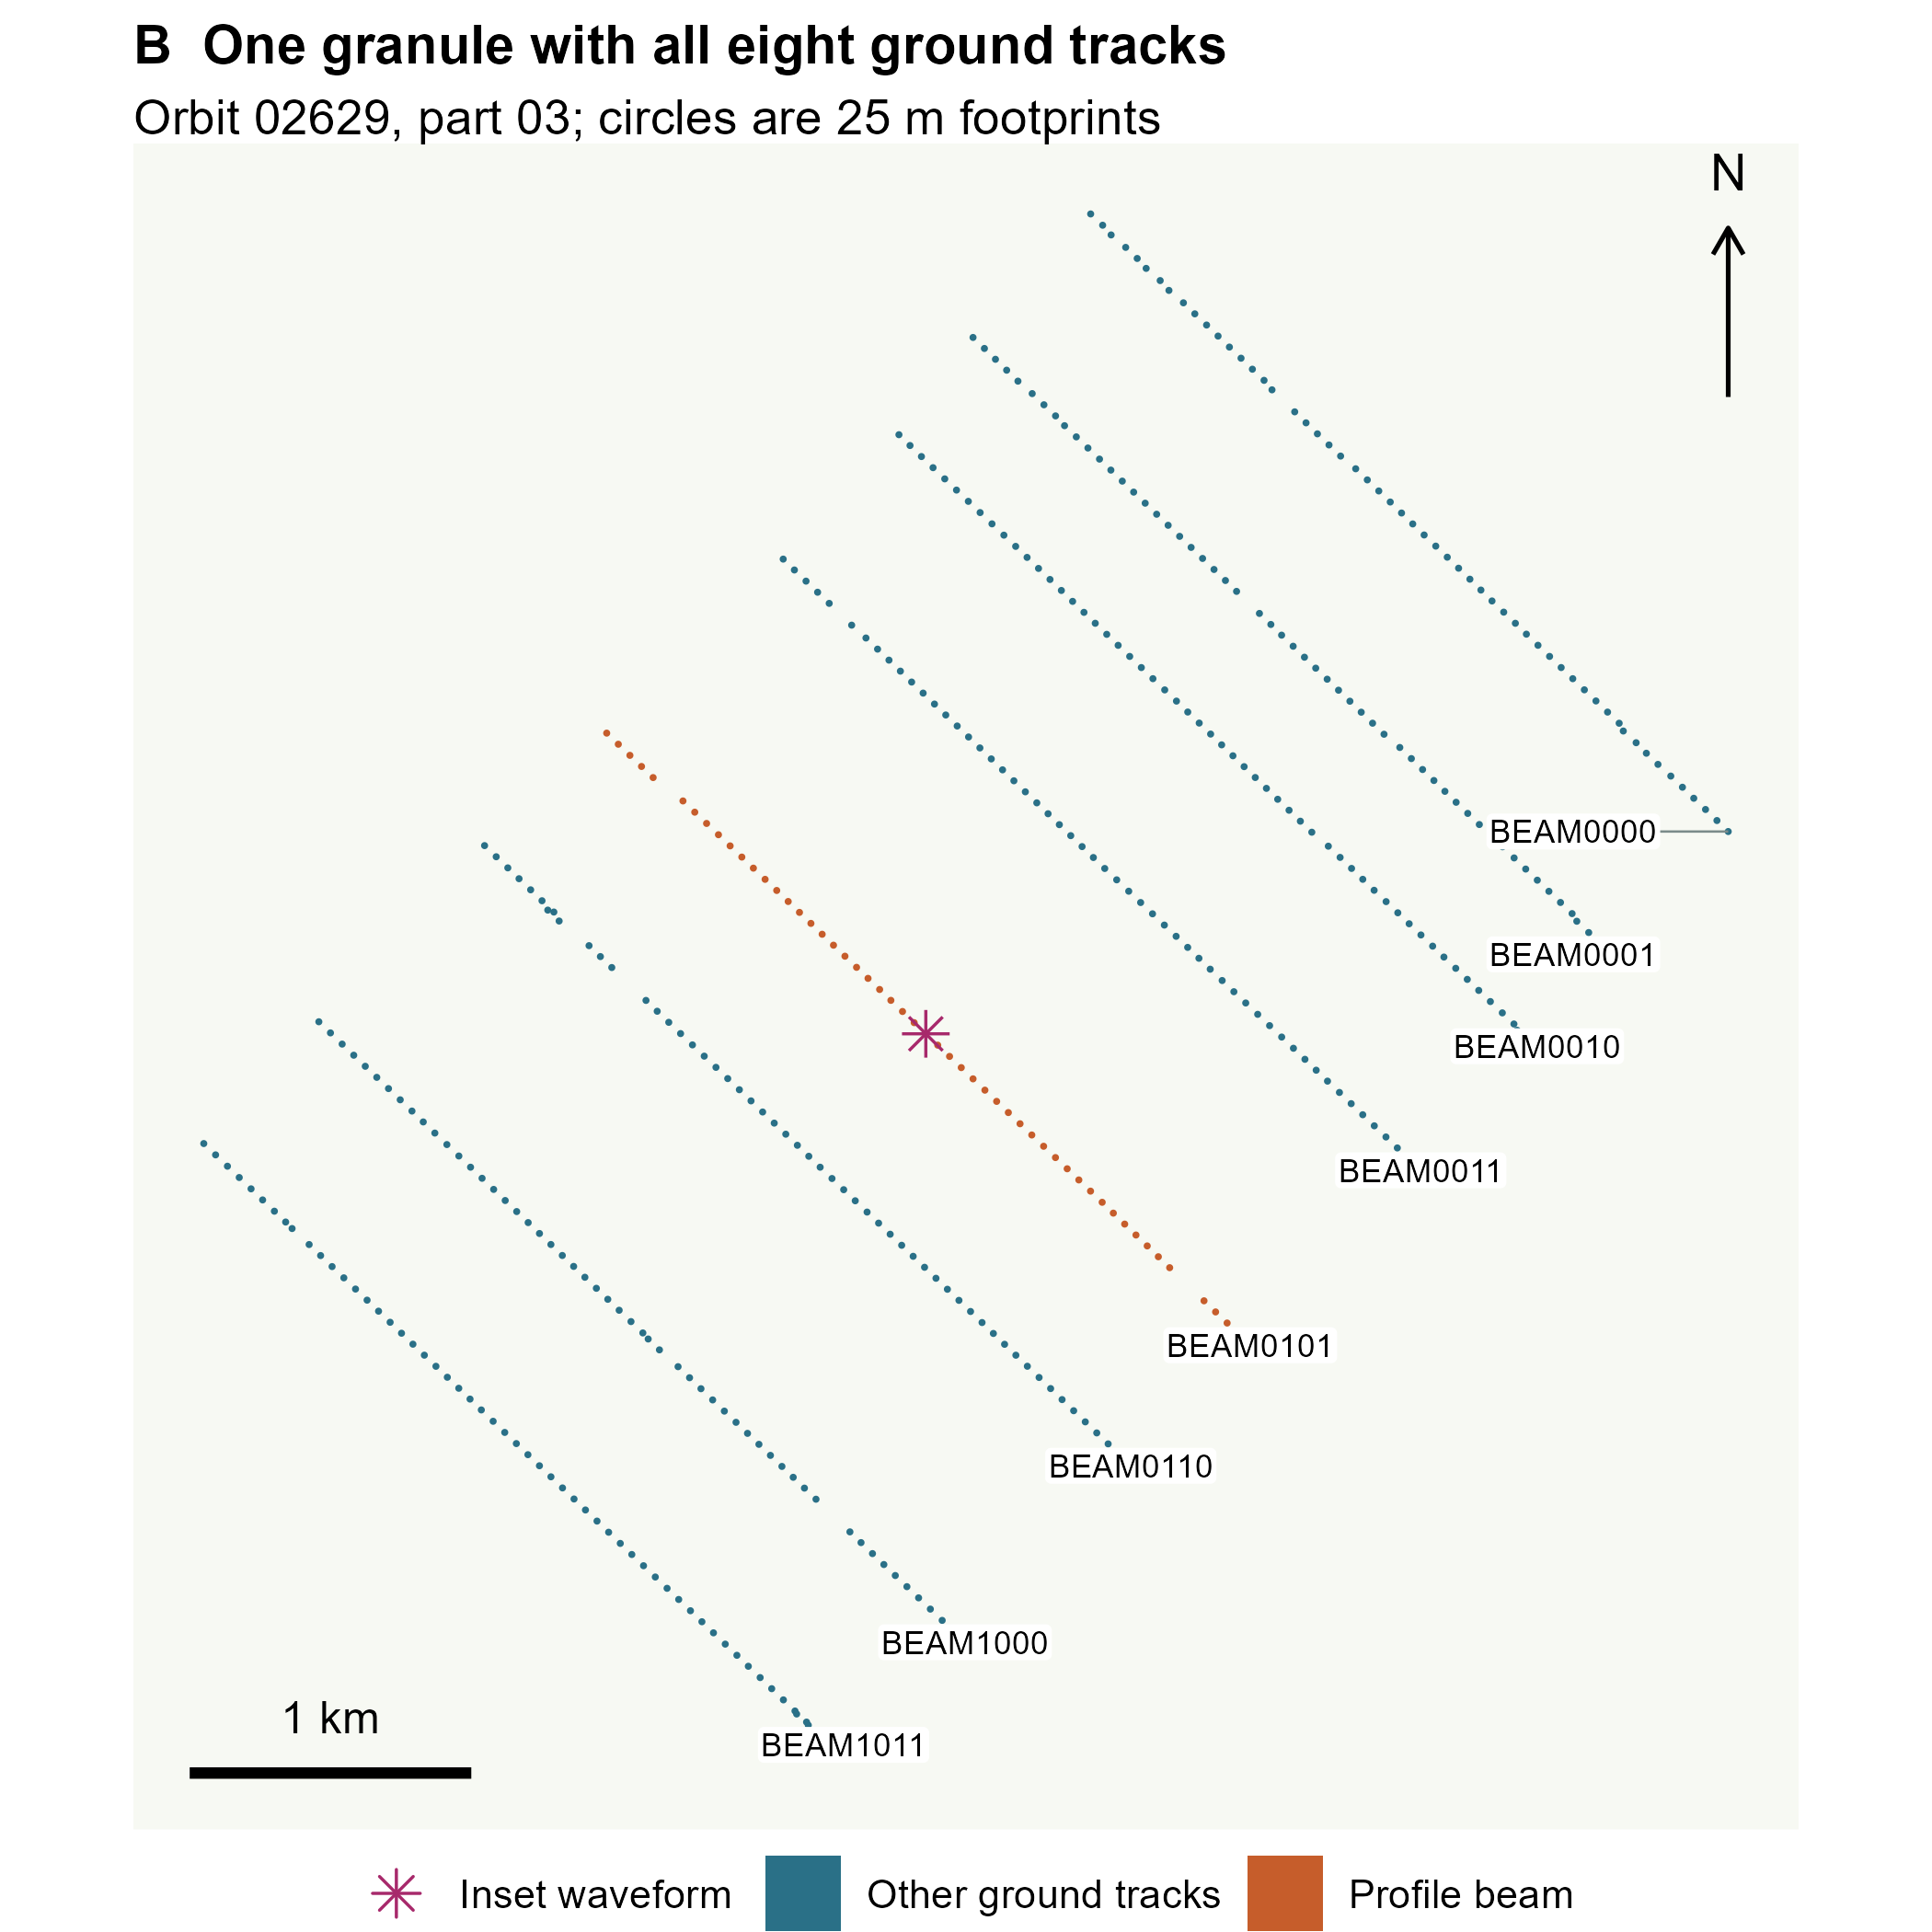 B One granule with all eight ground tracks
Orbit 02629, part 03; circles are 25 m footprints
N
BEAM0000
BEAM0001
BEAM0010
BEAM0011
BEAM0101
BEAM0110
BEAM1000
BEAM1011
1 km
Inset waveform Other ground tracks Profile beam